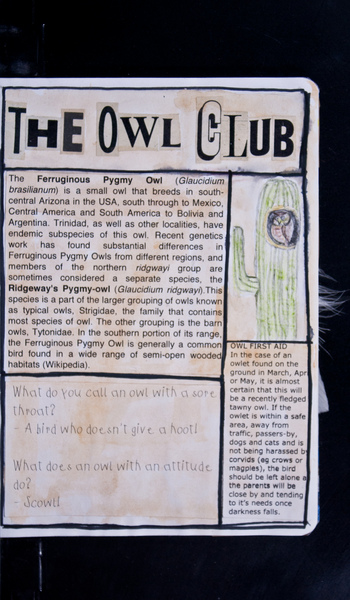 THE OWL CLUB
The Ferruginous Pygmy Owl (Glaucidium
brasilianum) is a small owl that breeds in south-
central Arizona in the USA, south through to Mexico,
Central America and South America to Bolivia and
Argentina. Trinidad, as well as other localities, have
endemic subspecies of this owl. Recent genetics
work has found substantial differences in
Ferruginous Pygmy Owls from different regions, and
members of the northern ridgwayi group are
sometimes considered a separate species, the
Ridgeway's Pygmy-owl (Glaucidium ridgwayi).This
species is a part of the larger grouping of owls known
as typical owls, Strigidae, the family that contains
most species of owl. The other grouping is the barn
owls, Tytonidae. In the southern portion of its range,
the Ferruginous Pygmy Owl is generally a common
bird found in a wide range of semi-open wooded
habitats (Wikipedia).
What do you call an owl with a sore
throat?
- A bird who doesn't give a hoot!
What does an owl with an attitude
do?
- Scowl!
OWL FIRST AID
In the case of an
owlet found on the
ground in March, Apr
or May, it is almost
certain that this will
be a recently fledged
tawny owl. If the
owlet is within a safe
area, away from
traffic, passers-by,
dogs and cats and is
not being harassed by
corvids (eg crows or
magpies), the bird
should be left alone a
the parents will be
close by and tending
to it's needs once
darkness falls.